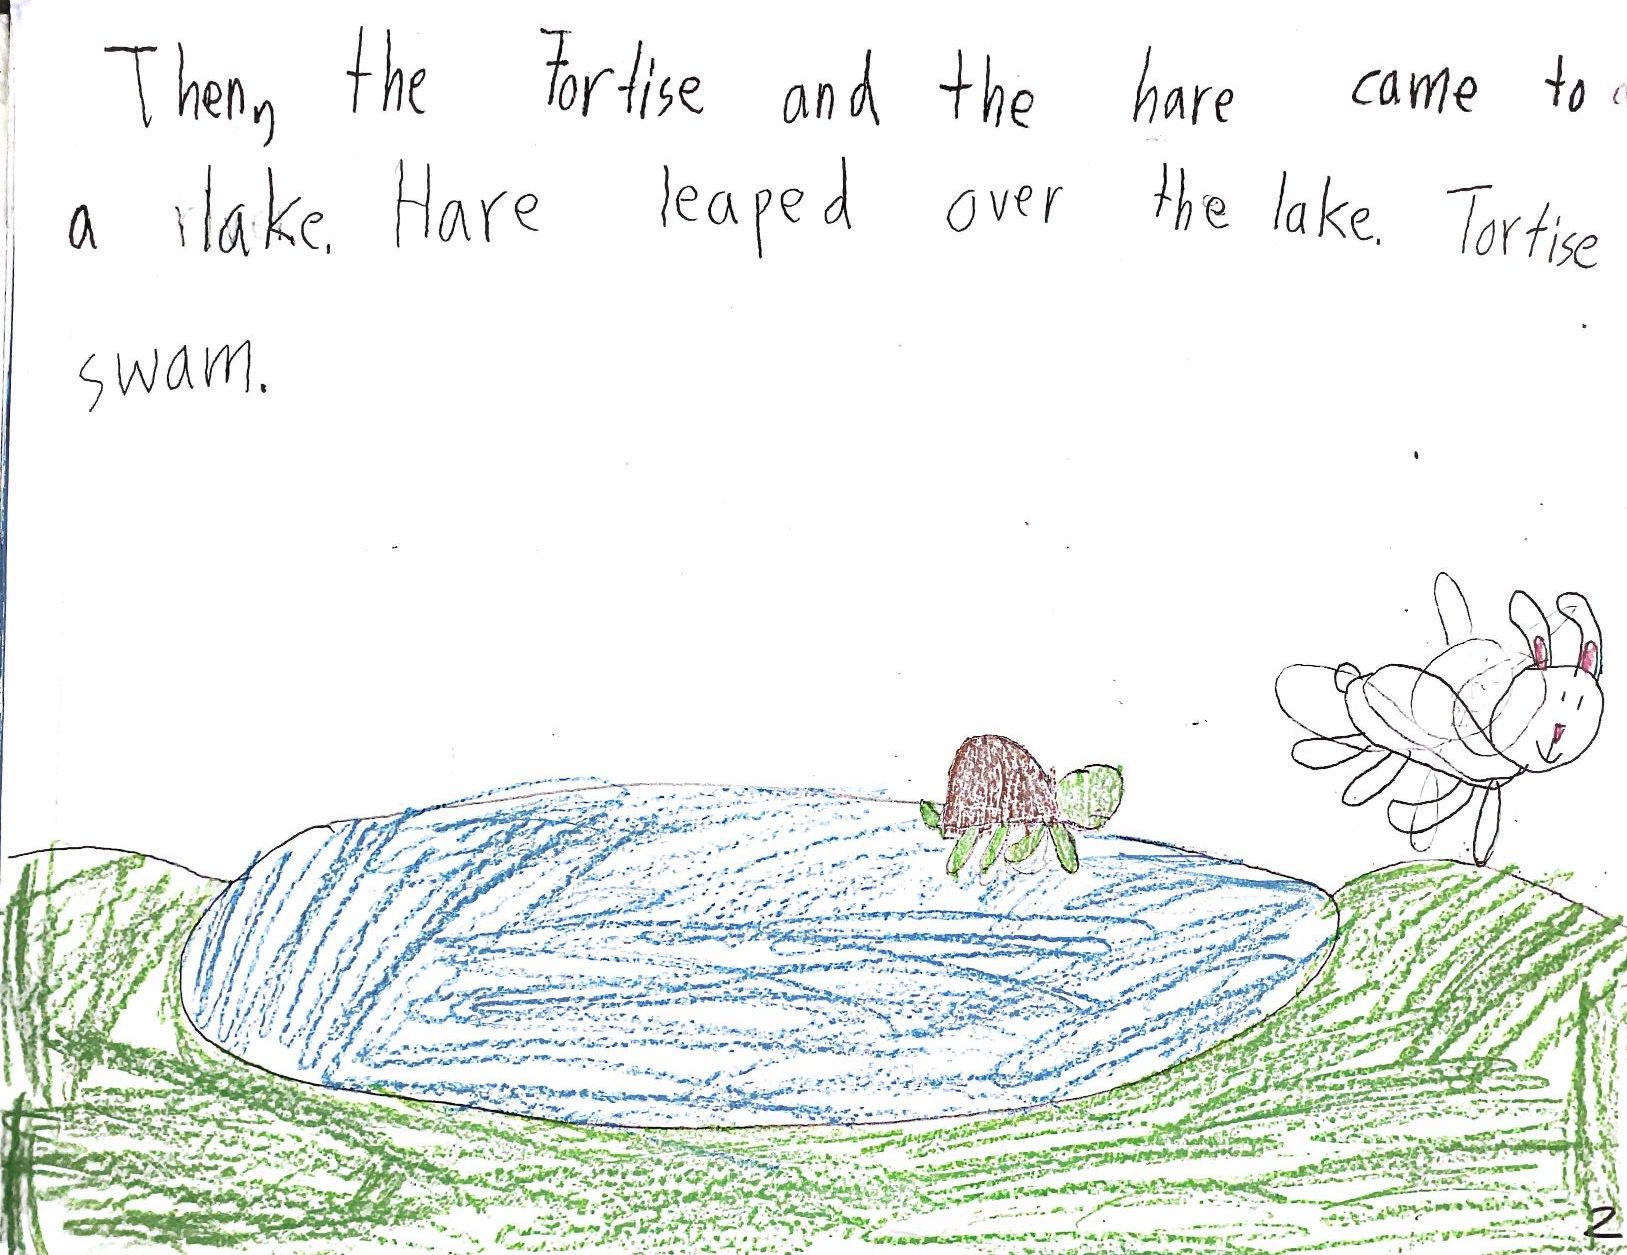 Then, the Tortise and the hare came to
a lake. Hare leaped over the lake. Tortise
swam.
2